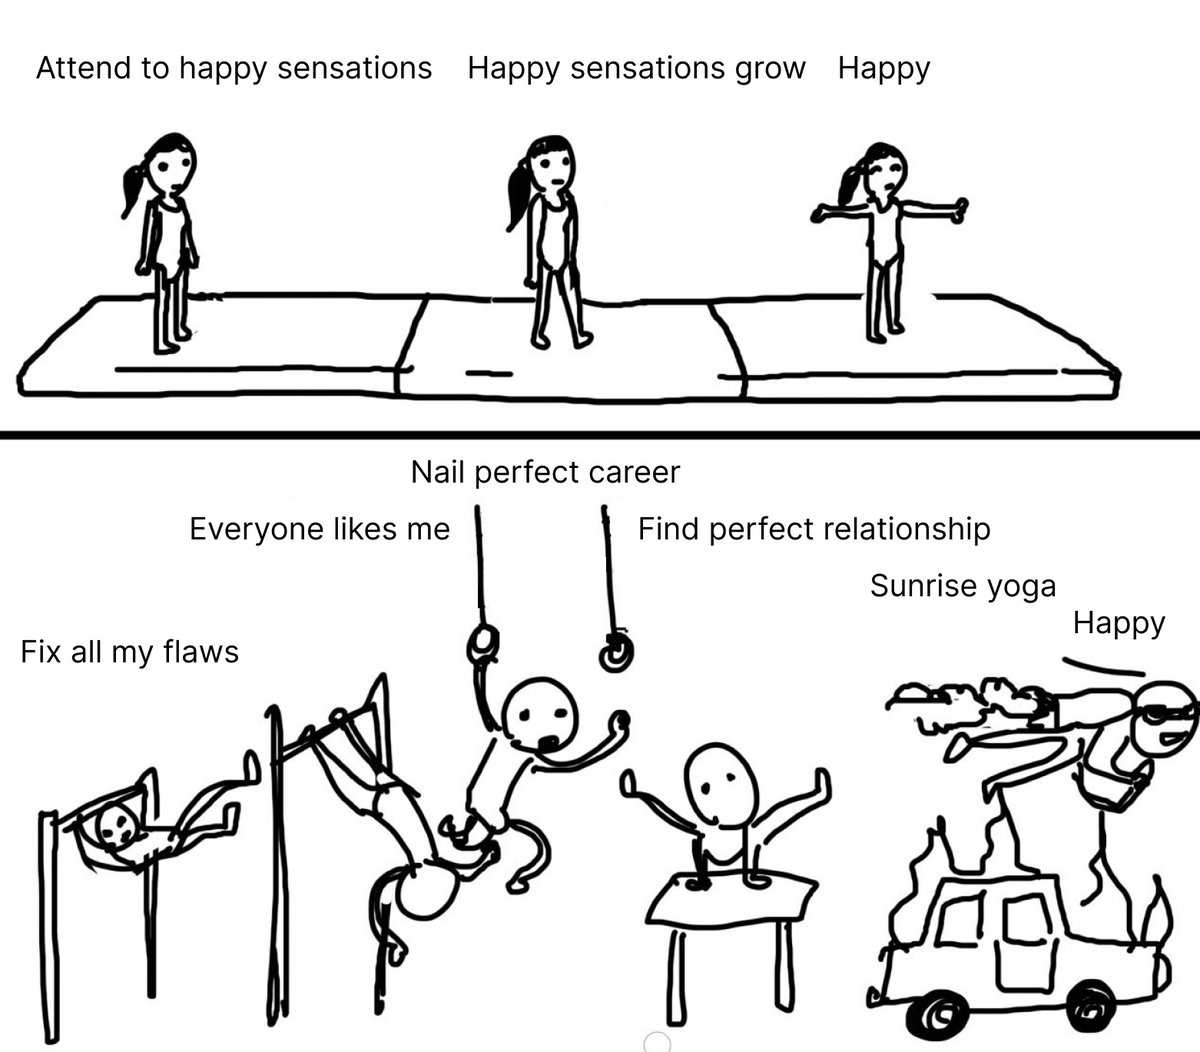 Attend to happy sensations
Happy sensations grow
Happy
Nail perfect career
Everyone likes me
Find perfect relationship
Sunrise yoga
Happy
Fix all my flaws